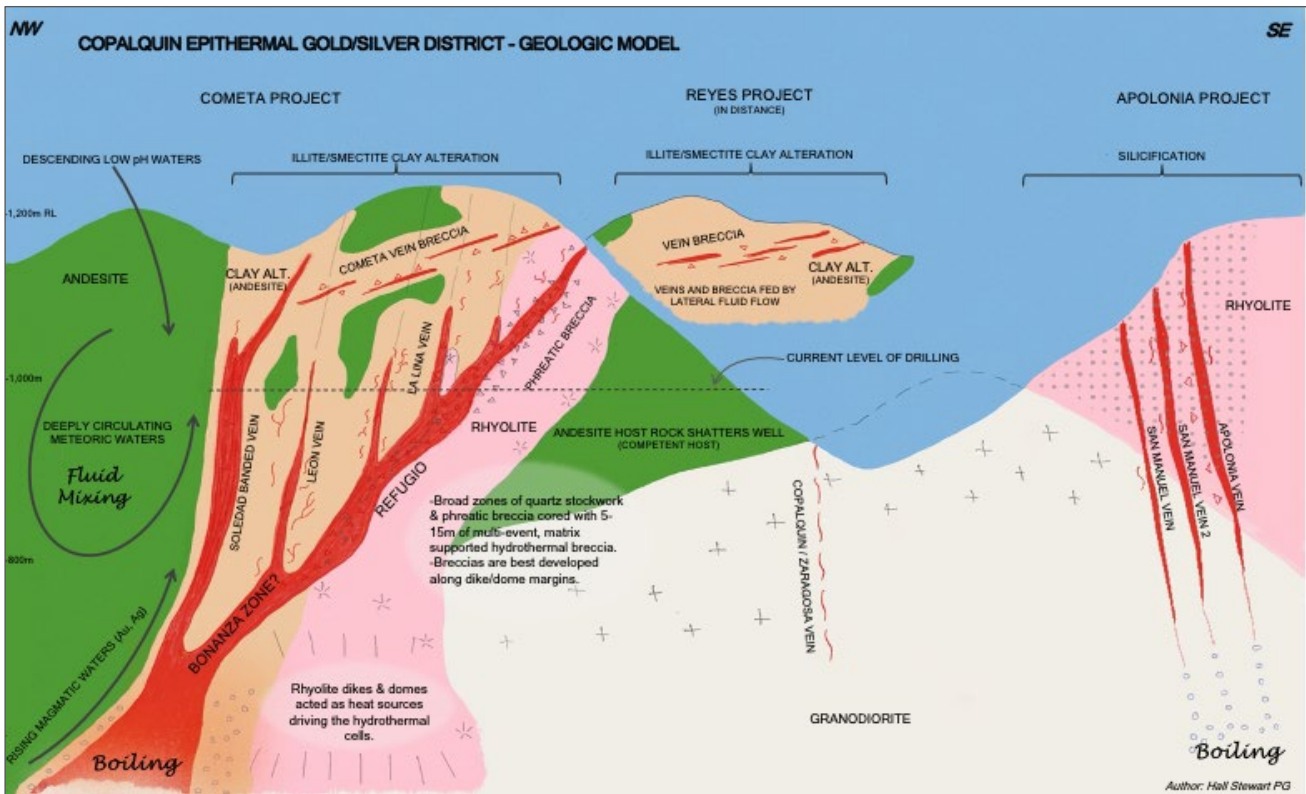 NW
SE
COPALQUIN EPITHERMAL GOLD/SILVER DISTRICT - GEOLOGIC MODEL
COMETA PROJECT
REYES PROJECT
(IN DISTANCE)
APOLONIA PROJECT
DESCENDING LOW pH WATERS
ILLITE/SMECTITE CLAY ALTERATION
ILLITE/SMECTITE CLAY ALTERATION
SILICIFICATION
-1,200m RL
ANDESITE
CLAY ALT.
(ANDESITE)
COMETA VEIN BRECCIA
VEIN BRECCIA
CLAY ALT.
(ANDESITE)
VEINS AND BRECCIA FED BY
LATERAL FLUID FLOW
RHYOLITE
PHREATIC BRECCIA
LA LINA VEIN
CURRENT LEVEL OF DRILLING
-1,000m
DEEPLY CIRCULATING
METEORIC WATERS
Fluid
Mixing
SOLEDAD BANDED VEIN
LEON VEIN
REFUGIO
RHYOLITE
ANDESITE HOST ROCK SHATTERS WELL
(COMPETENT HOST)
SAN MANUEL VEIN
SAN MANUEL VEIN 2
APOLONIA VEIN
-Broad zones of quartz stockwork
& phreatic breccia cored with 5-
15m of multi-event, matrix
supported hydrothermal breccia.
-Breccias are best developed
along dike/dome margins.
COPALQUIN / ZARAGOSA VEIN
-800m
BONANZA ZONE?
RISING MAGMATIC WATERS (Au, Ag)
Rhyolite dikes & domes
acted as heat sources
driving the hydrothermal
cells.
GRANODIORITE
Boiling
Boiling
Author: Hall Stewart PG